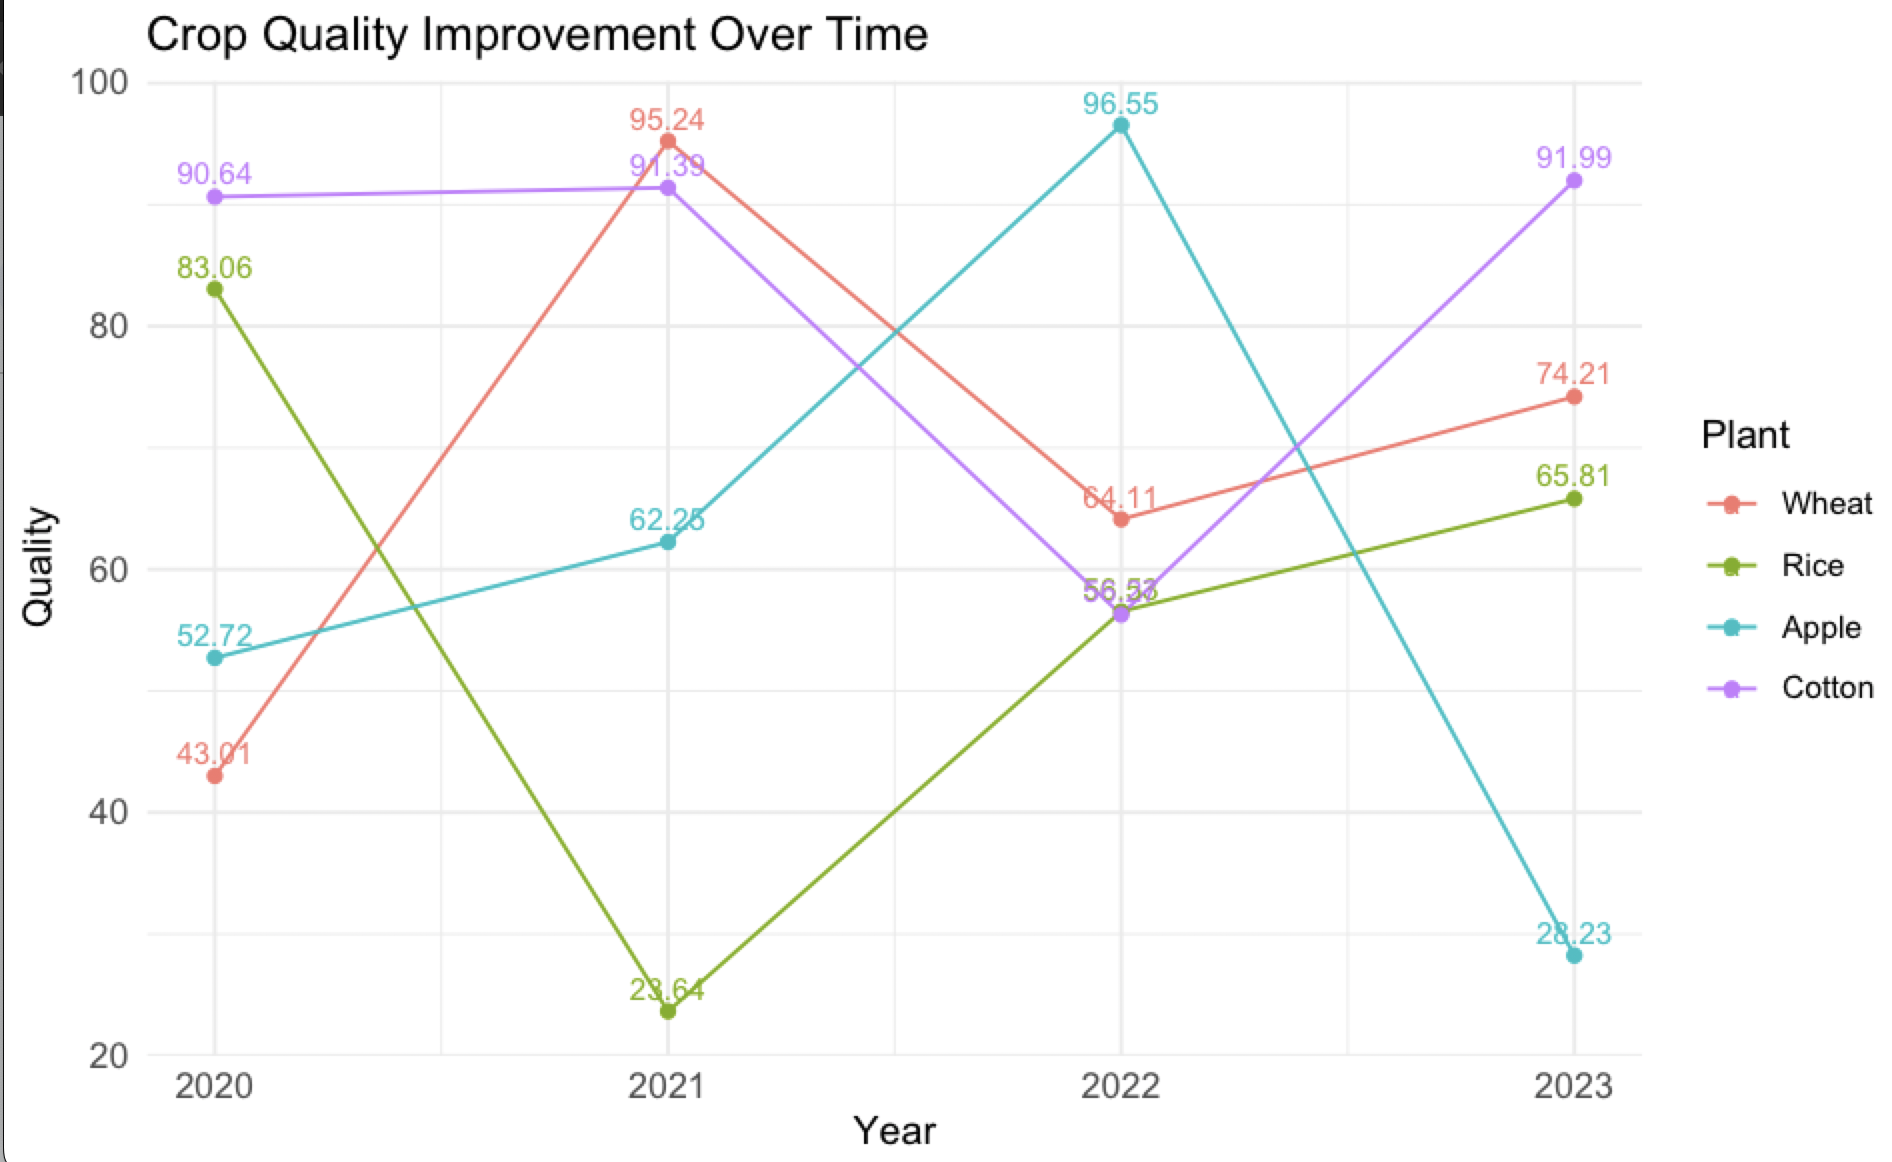 Crop Quality Improvement Over Time
100
80
60
40
20
Quality
90.64
83.06
52.72
43.01
95.24
91.39
62.25
23.64
96.55
64.11
91.99
74.21
65.81
28.23
2020 2021 2022 2023
Year
Plant
Wheat
Rice
Apple
Cotton